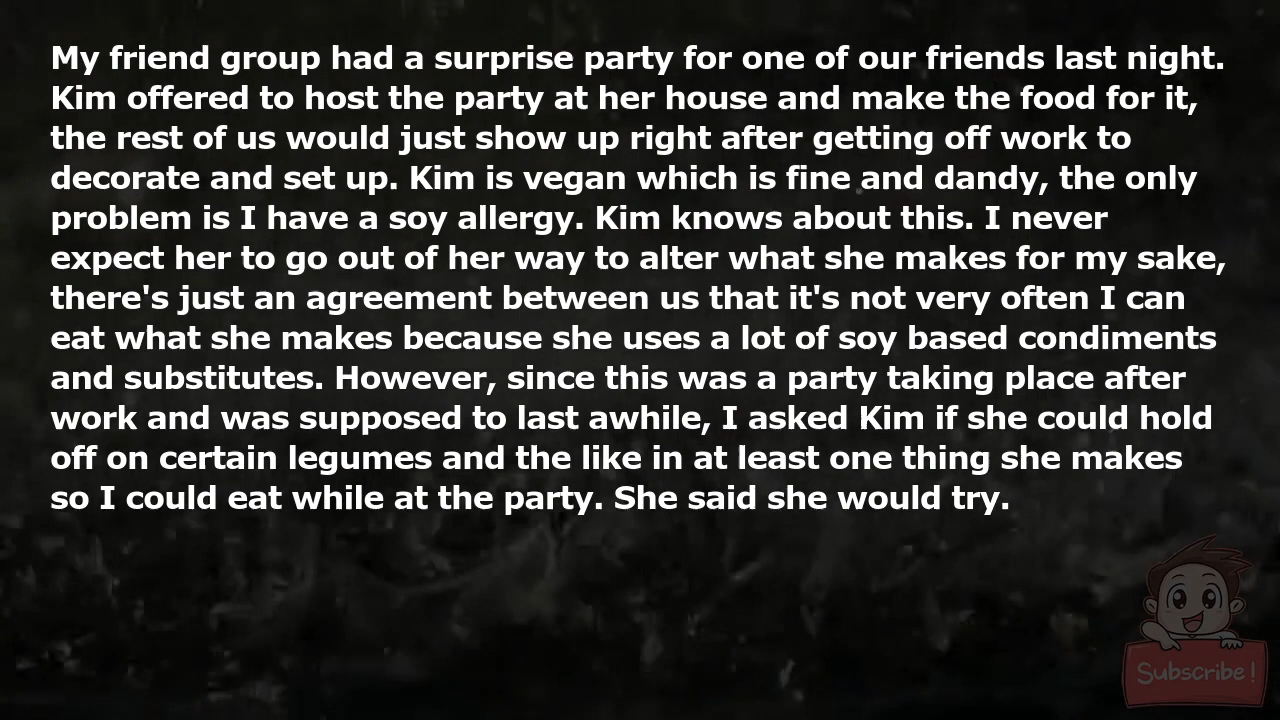 My friend group had a surprise party for one of our friends last night.
Kim offered to host the party at her house and make the food for it,
the rest of us would just show up right after getting off work to
decorate and set up. Kim is vegan which is fine and dandy, the only
problem is I have a soy allergy. Kim knows about this. I never
expect her to go out of her way to alter what she makes for my sake,
there's just an agreement between us that it's not very often I can
eat what she makes because she uses a lot of soy based condiments
and substitutes. However, since this was a party taking place after
work and was supposed to last awhile, I asked Kim if she could hold
off on certain legumes and the like in at least one thing she makes
so I could eat while at the party. She said she would try.
Subscribe!